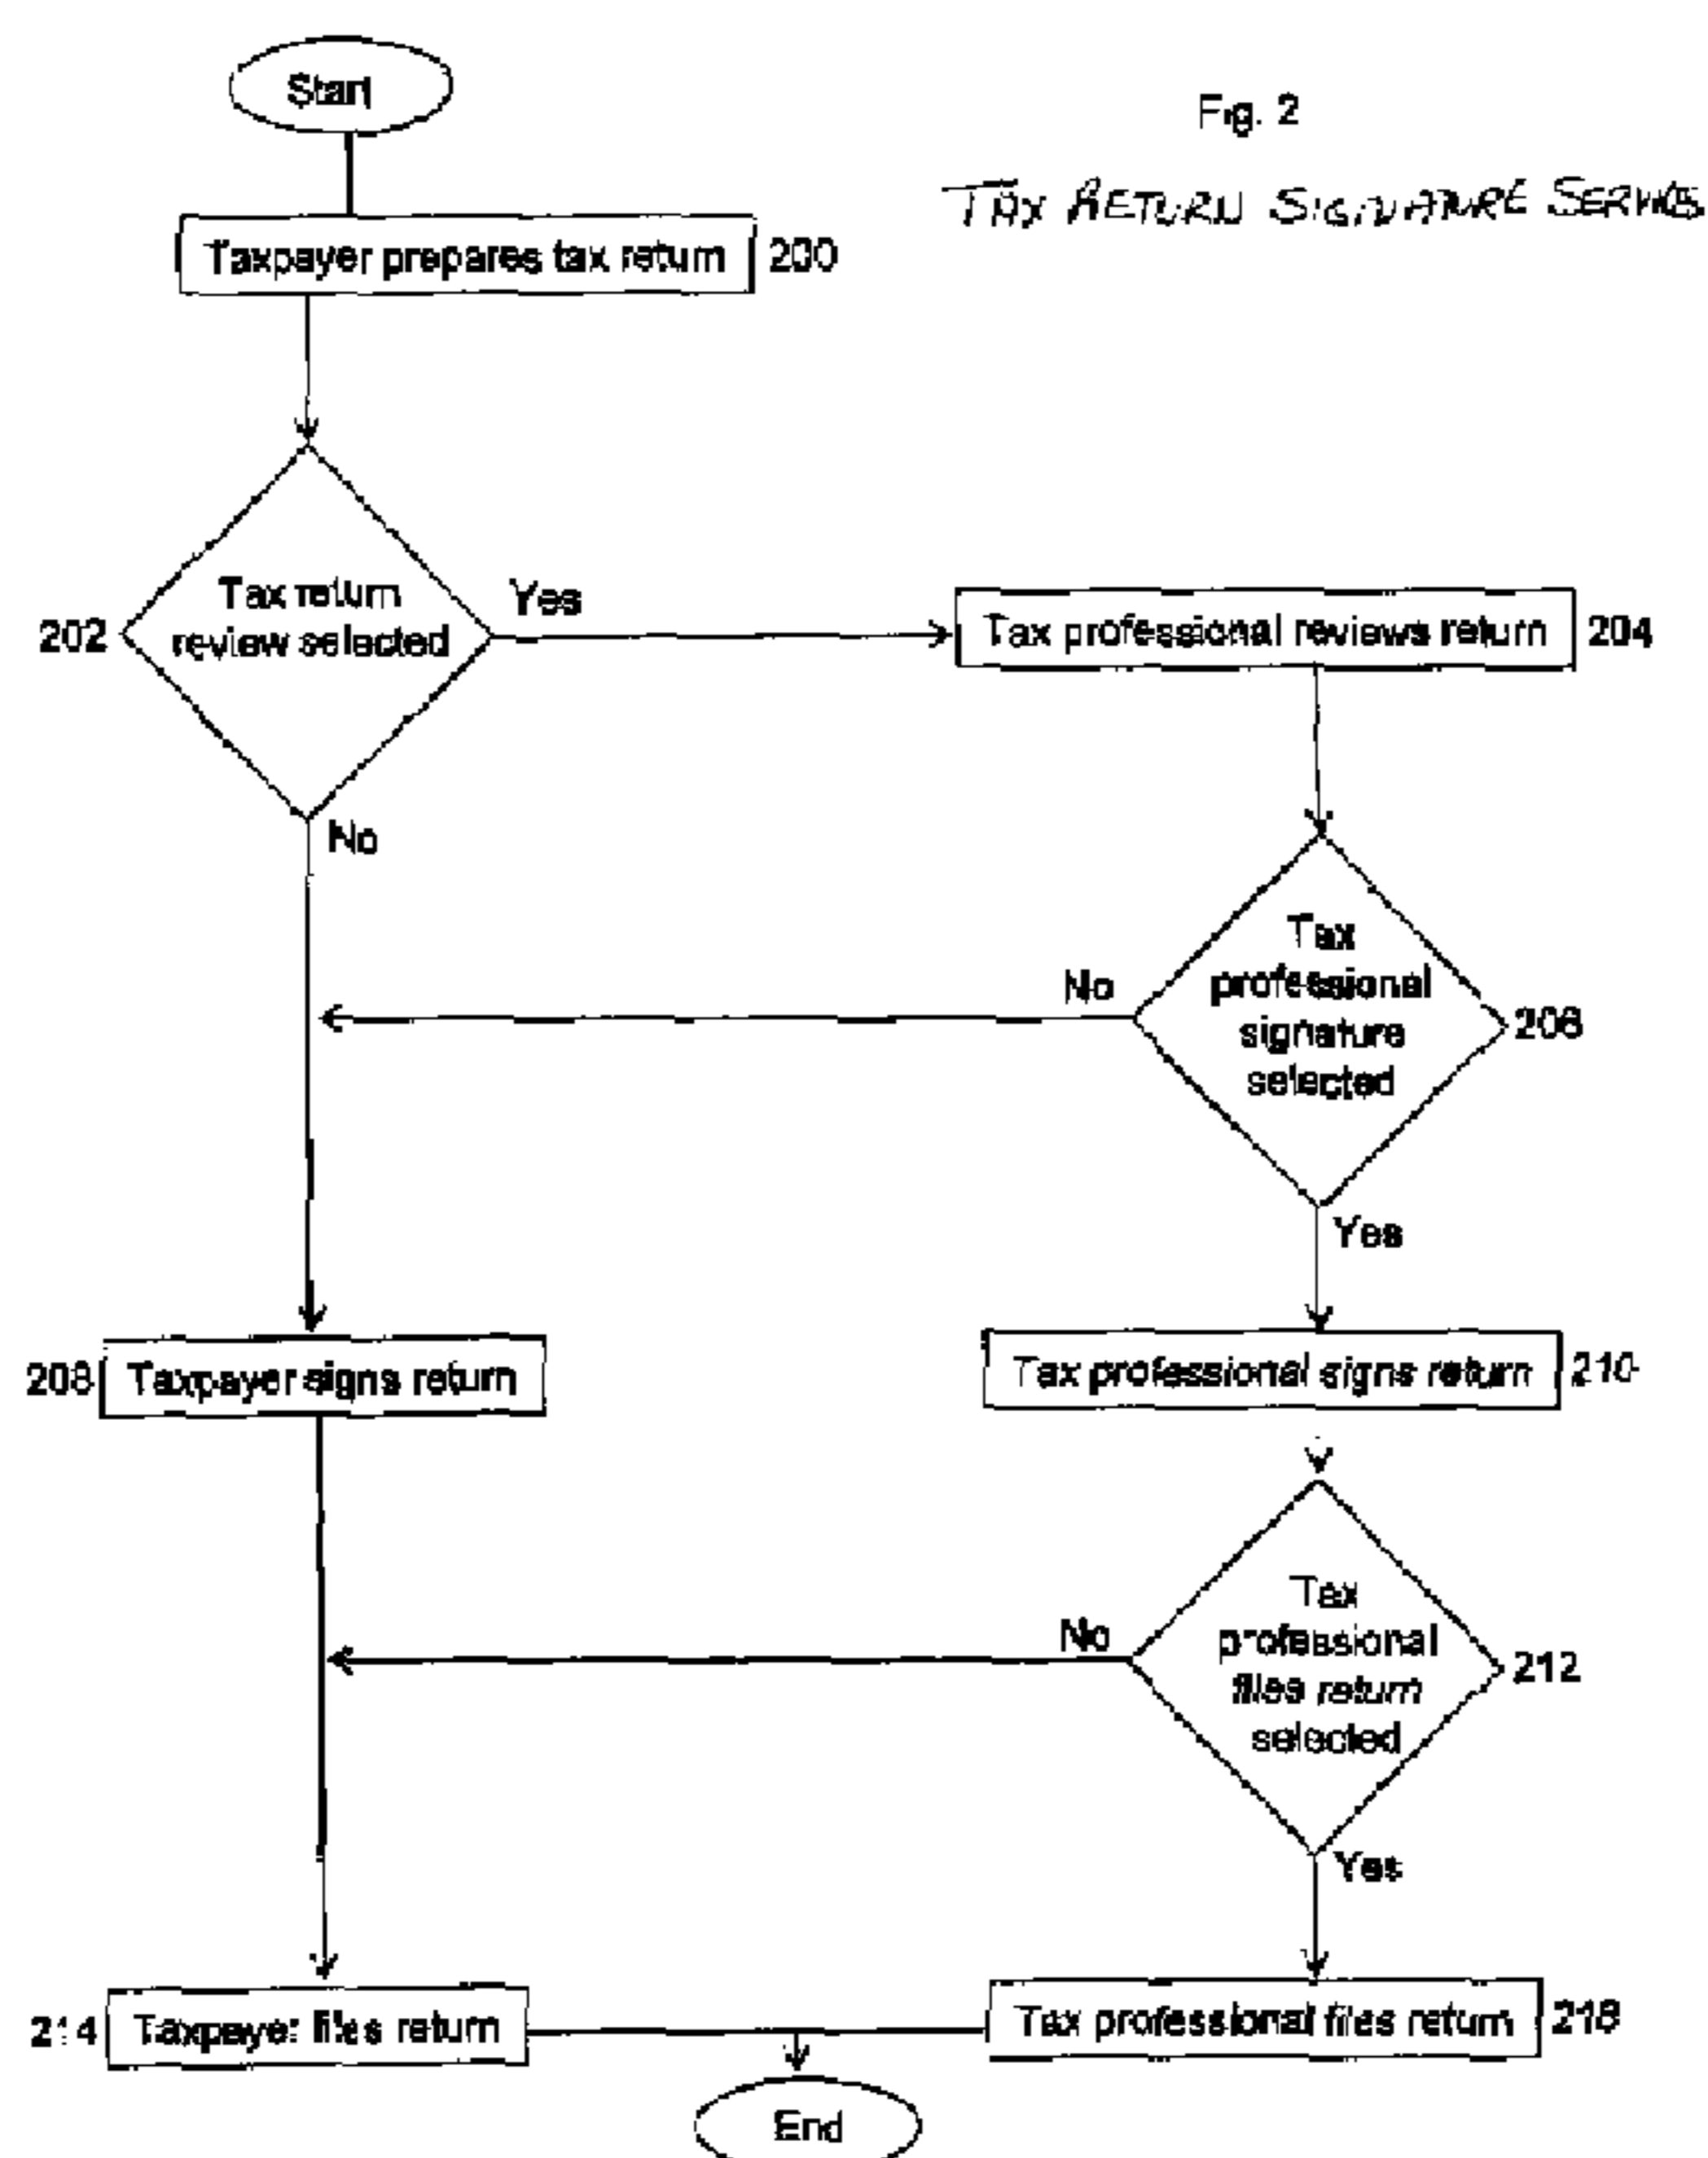 Start
Fig. 2
TAX RETURN SIGNATURE SERVICE
Taxpayer prepares tax return
200
Tax return
review selected
202
Yes
Tax professional reviews return
204
No
Tax
professional
signature
selected
206
No
Yes
208
Taxpayer signs return
Tax professional signs return
210
Tax
professional
files return
selected
212
No
Yes
214
Taxpayer files return
Tax professional files return
216
End